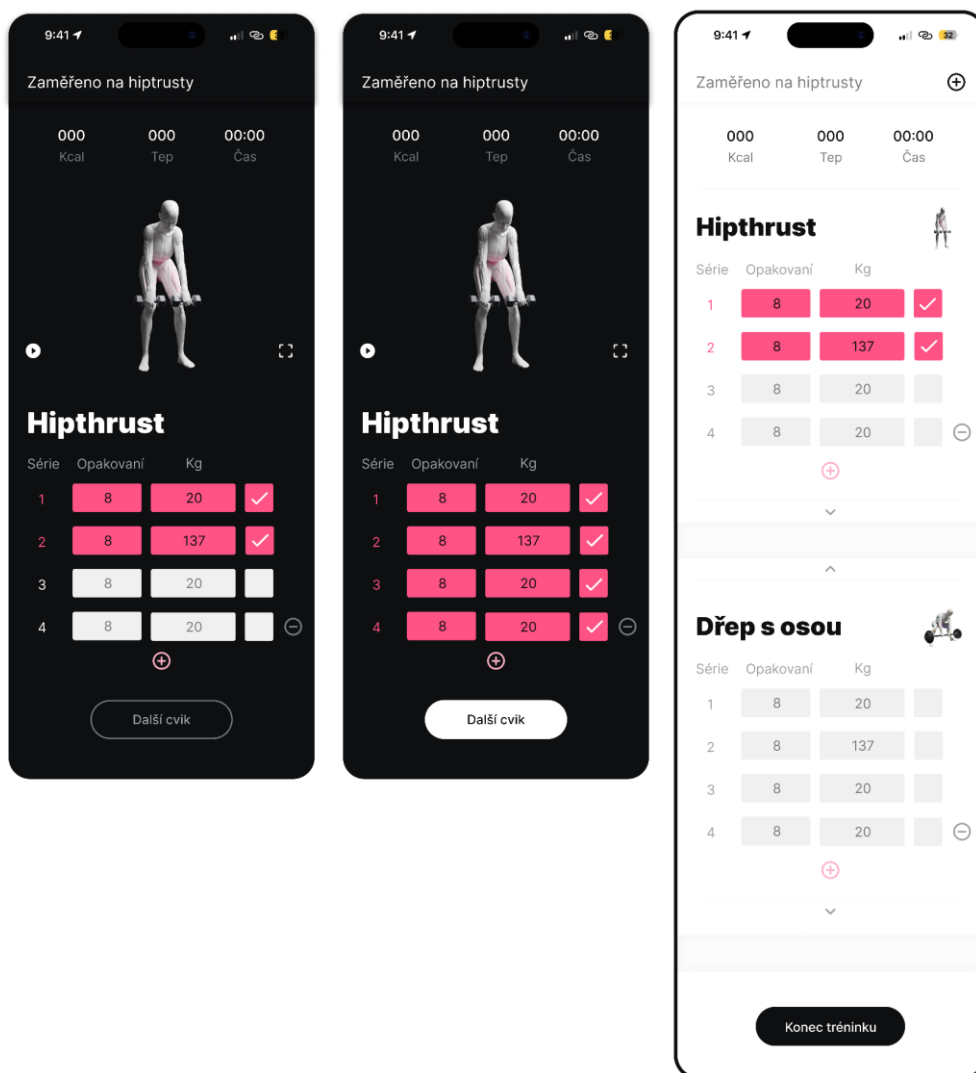 9:41
Zaměřeno na hiptrusty
000 000 00:00
Kcal Tep Čas
Hipthrust
Série Opakovaní Kg
1 8 20
2 8 137
3 8 20
4 8 20
Další cvik
9:41
Zaměřeno na hiptrusty
000 000 00:00
Kcal Tep Čas
Hipthrust
Série Opakovaní Kg
1 8 20
2 8 137
3 8 20
4 8 20
Další cvik
9:41 32
Zaměřeno na hiptrusty
000 000 00:00
Kcal Tep Čas
Hipthrust
Série Opakovaní Kg
1 8 20
2 8 137
3 8 20
4 8 20
Dřep s osou
Série Opakovaní Kg
1 8 20
2 8 137
3 8 20
4 8 20
Konec tréninku